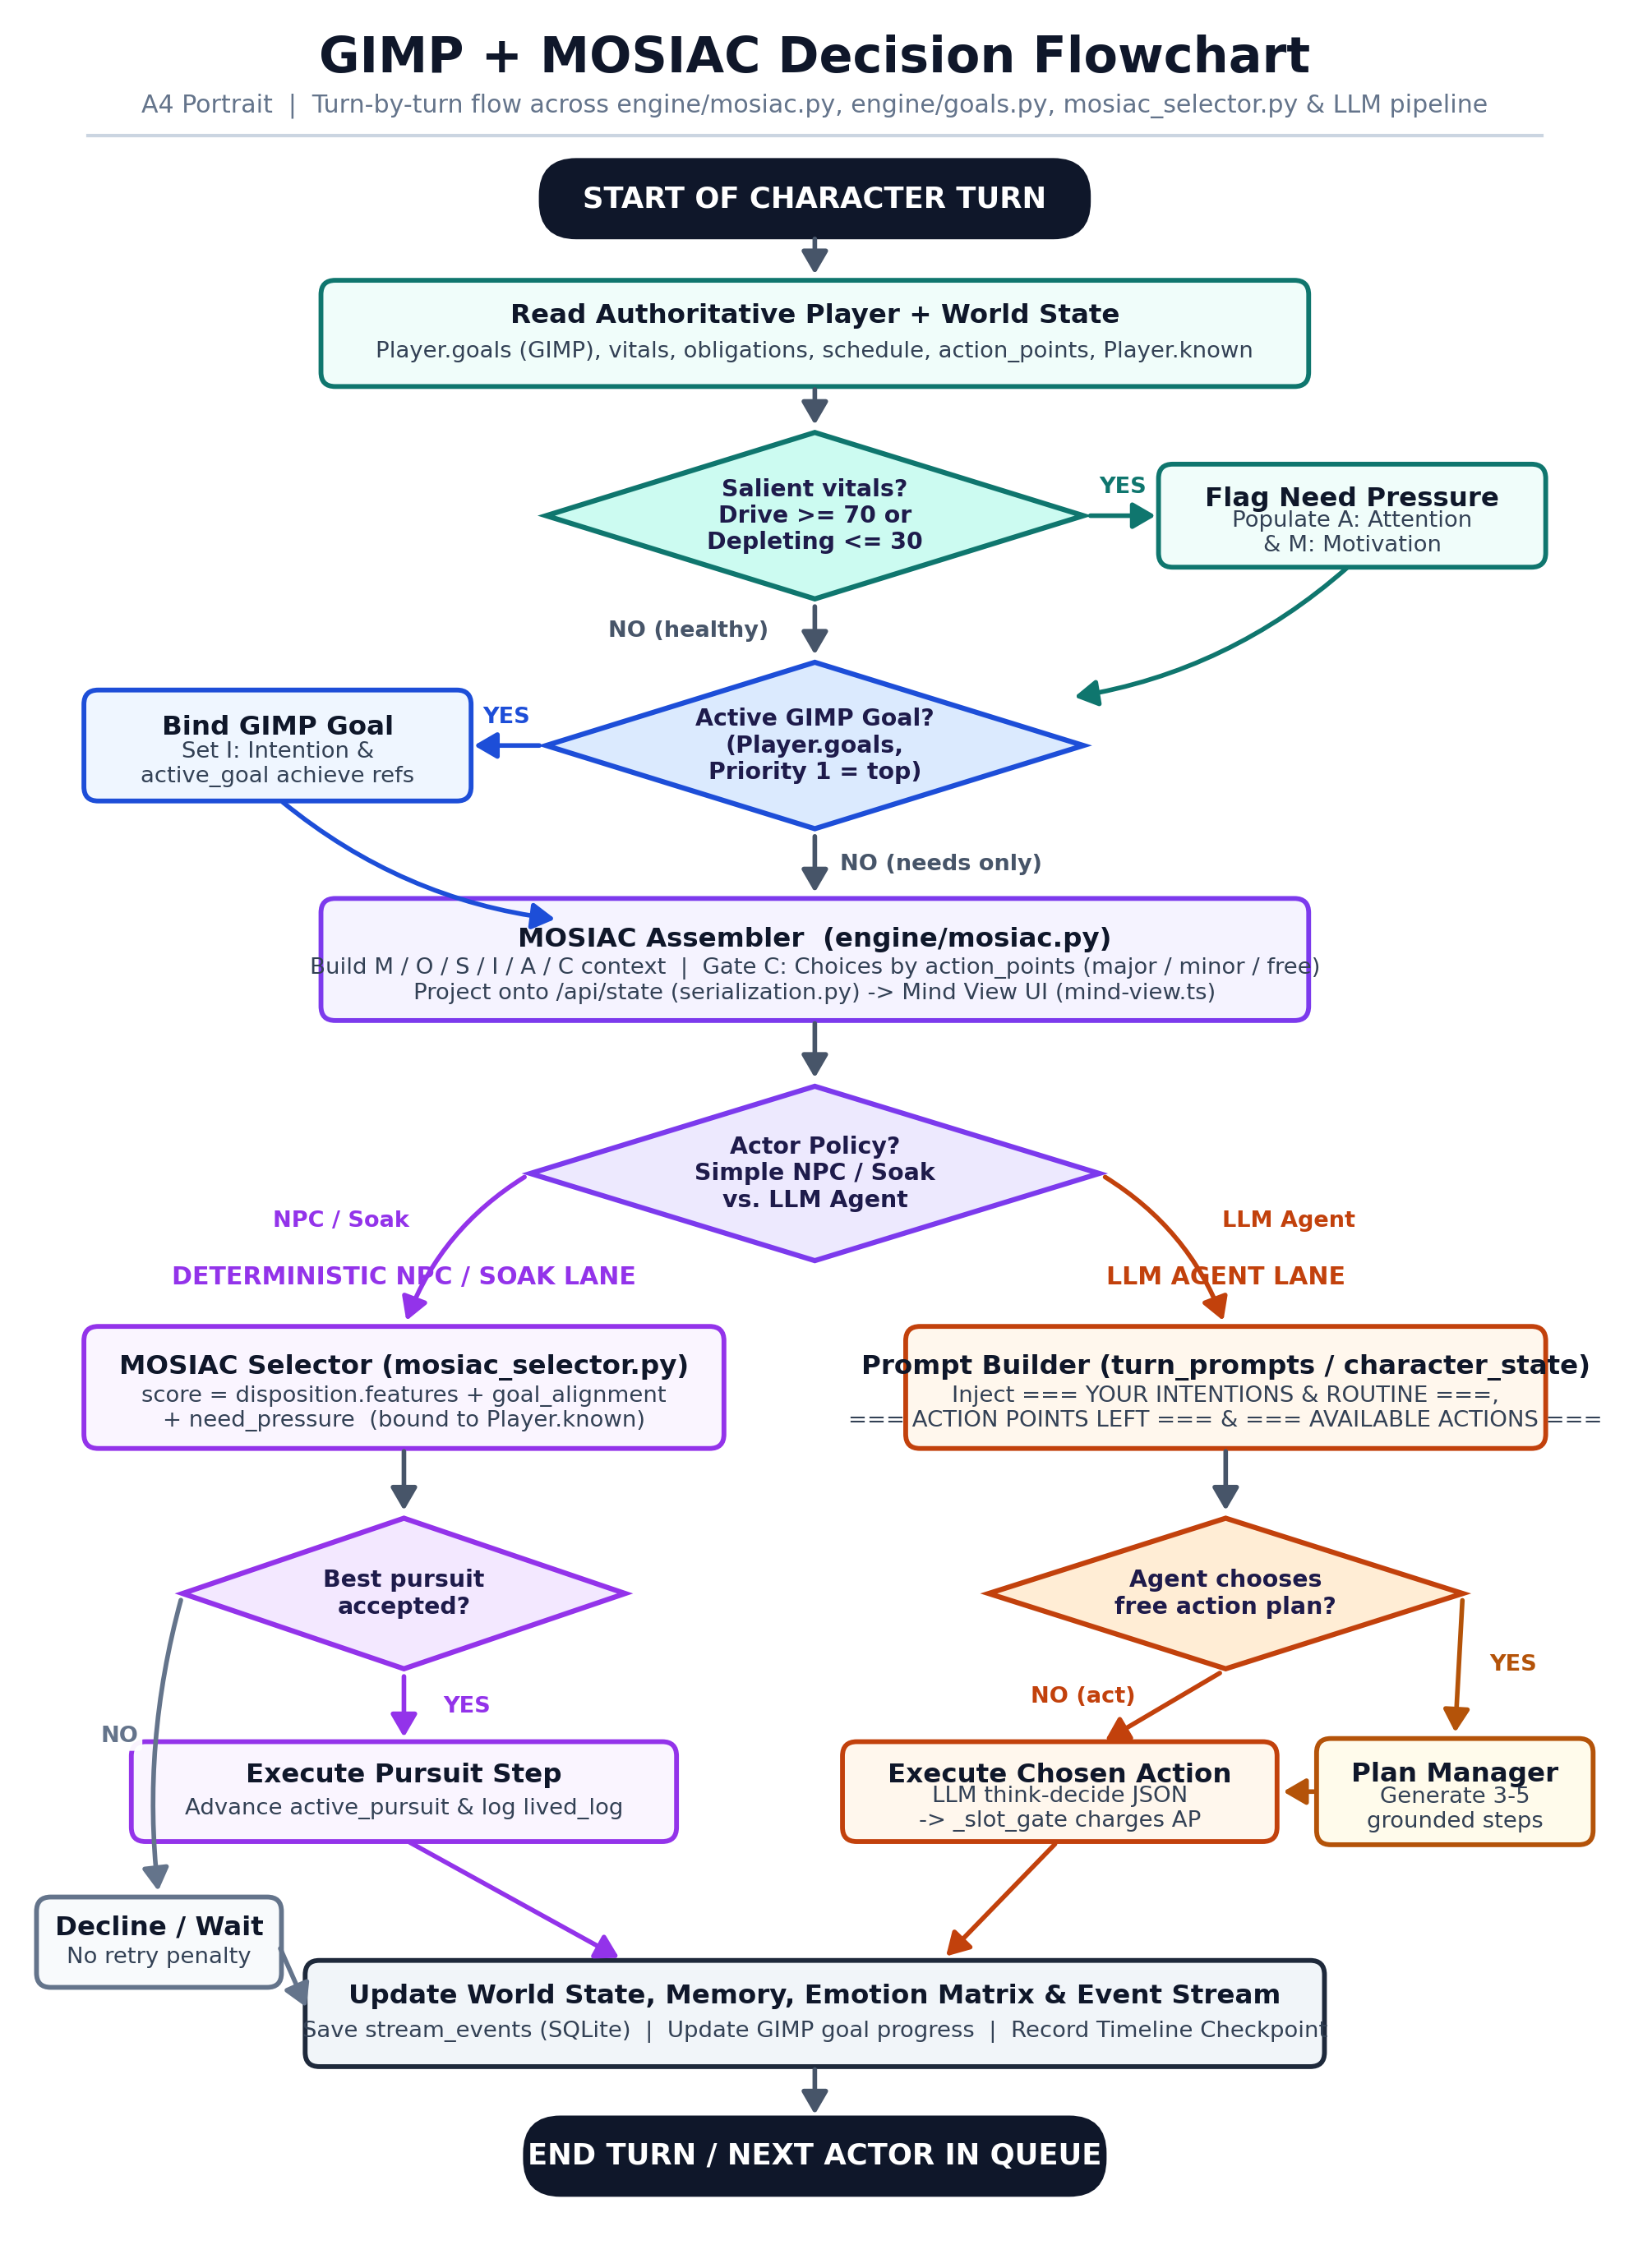 GIMP + MOSIAC Decision Flowchart
A4 Portrait | Turn-by-turn flow across engine/mosiac.py, engine/goals.py, mosiac_selector.py & LLM pipeline
START OF CHARACTER TURN
Read Authoritative Player + World State
Player.goals (GIMP), vitals, obligations, schedule, action_points, Player.known
Salient vitals?
Drive >= 70 or
Depleting <= 30
YES
Flag Need Pressure
Populate A: Attention
& M: Motivation
NO (healthy)
Bind GIMP Goal
Set I: Intention &
active_goal achieve refs
YES
Active GIMP Goal?
(Player.goals,
Priority 1 = top)
NO (needs only)
MOSIAC Assembler (engine/mosiac.py)
Build M / O / S / I / A / C context | Gate C: Choices by action_points (major / minor / free)
Project onto /api/state (serialization.py) -> Mind View UI (mind-view.ts)
Actor Policy?
Simple NPC / Soak
vs. LLM Agent
NPC / Soak
LLM Agent
DETERMINISTIC NPC / SOAK LANE
LLM AGENT LANE
MOSIAC Selector (mosiac_selector.py)
score = disposition.features + goal_alignment
+ need_pressure (bound to Player.known)
Prompt Builder (turn_prompts / character_state)
Inject === YOUR INTENTIONS & ROUTINE ===,
=== ACTION POINTS LEFT === & === AVAILABLE ACTIONS ===
Best pursuit
accepted?
Agent chooses
free action plan?
YES
NO (act)
YES
NO
Execute Pursuit Step
Advance active_pursuit & log lived_log
Execute Chosen Action
LLM think-decide JSON
-> _slot_gate charges AP
Plan Manager
Generate 3-5
grounded steps
Decline / Wait
No retry penalty
Update World State, Memory, Emotion Matrix & Event Stream
Save stream_events (SQLite) | Update GIMP goal progress | Record Timeline Checkpoint
END TURN / NEXT ACTOR IN QUEUE